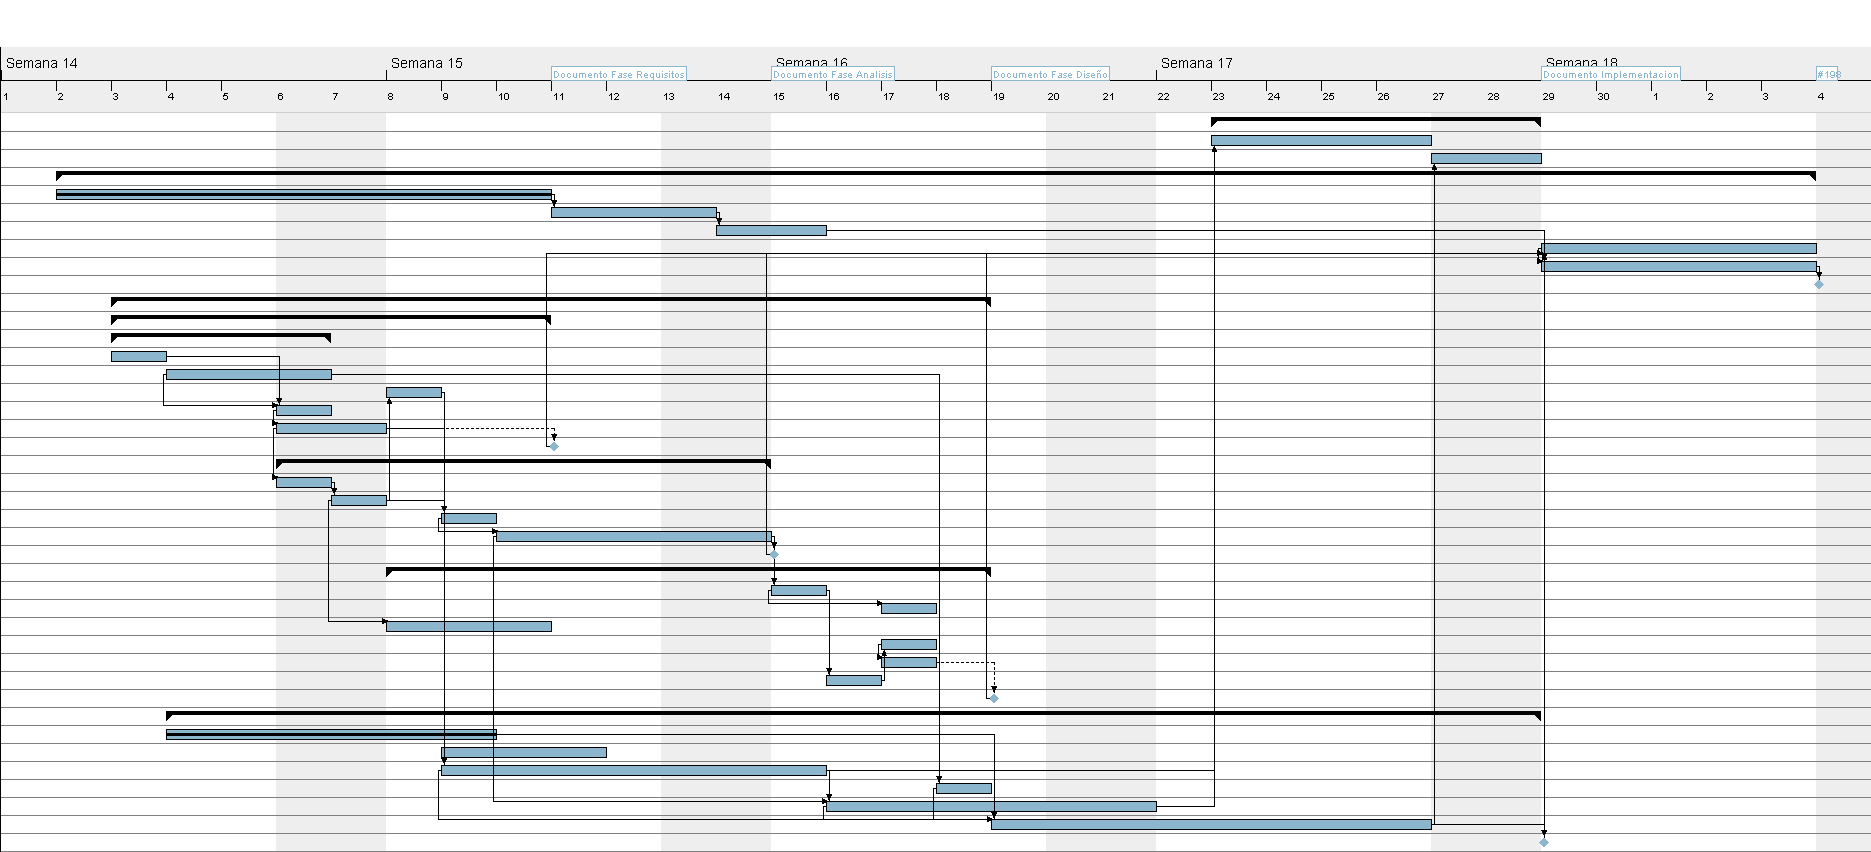 Semana 14 Semana 15 Semana 16 Semana 17 Semana 18
Documento Fase Requisitos Documento Fase Analisis Documento Fase Diseño Documento Implementacion #198
1 2 3 4 5 6 7 8 9 10 11 12 13 14 15 16 17 18 19 20 21 22 23 24 25 26 27 28 29 30 1 2 3 4